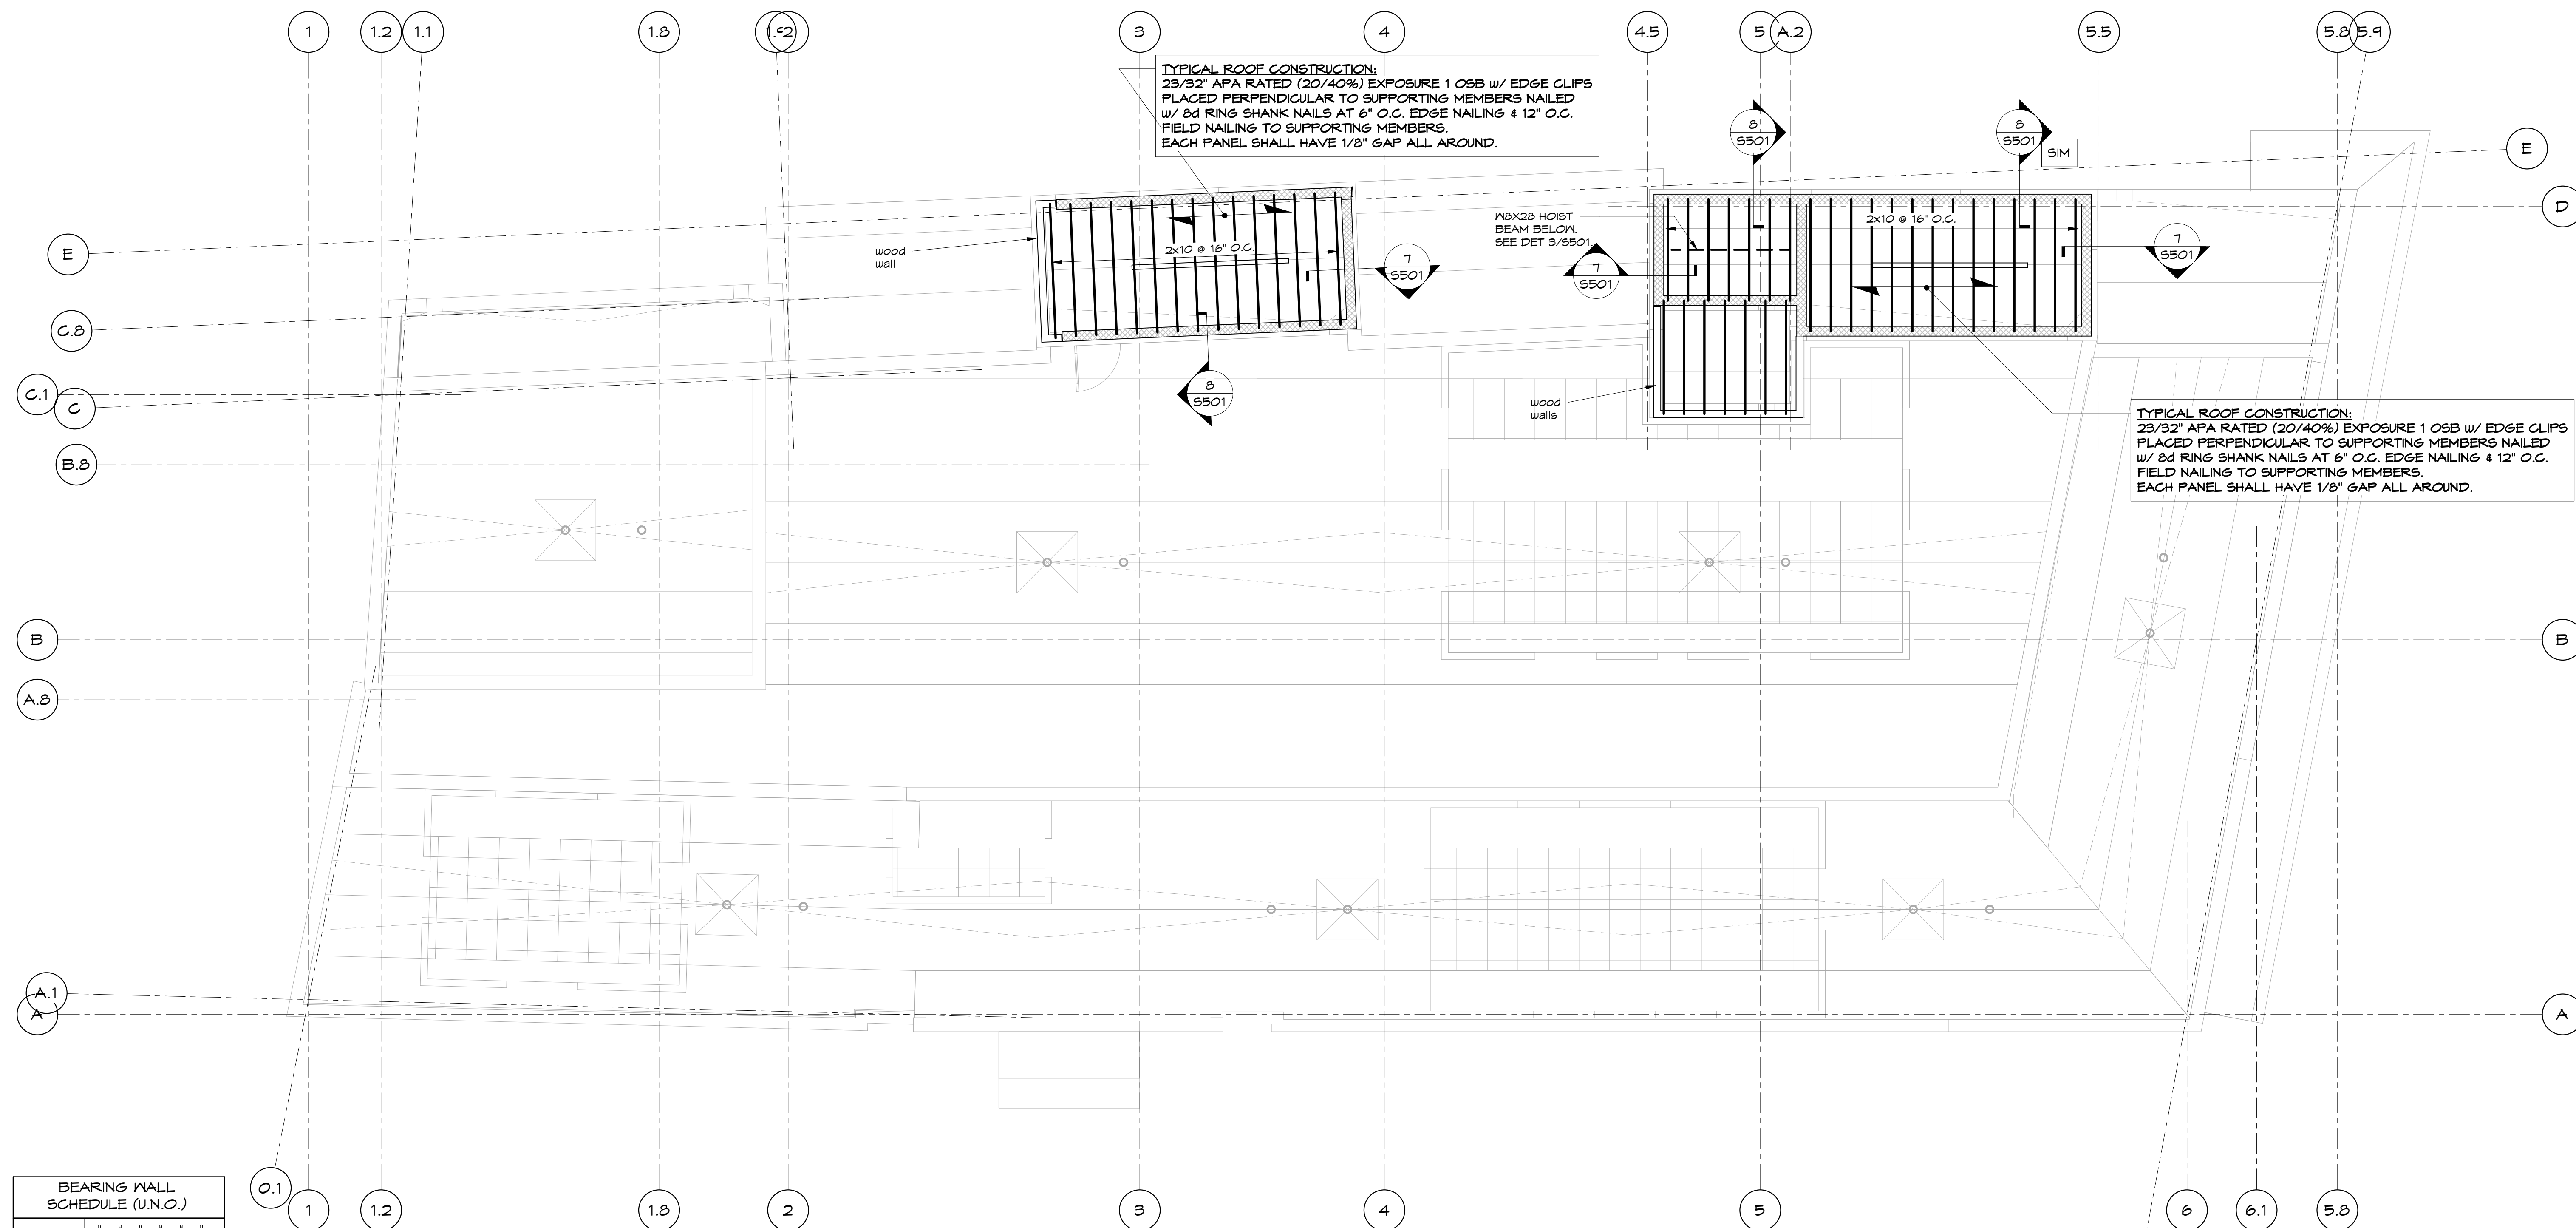 1
1.2
1.1
1.8
1.9
2
3
4
4.5
5
A.2
5.5
5.8
5.9
TYPICAL ROOF CONSTRUCTION:
23/32" APA RATED (20/40%) EXPOSURE 1 OSB W/ EDGE CLIPS
PLACED PERPENDICULAR TO SUPPORTING MEMBERS NAILED
W/ 8d RING SHANK NAILS AT 6" O.C. EDGE NAILING & 12" O.C.
FIELD NAILING TO SUPPORTING MEMBERS.
EACH PANEL SHALL HAVE 1/8" GAP ALL AROUND.
8
S501
8
S501
SIM
E
D
E
wood
wall
2x10 @ 16" O.C.
7
S501
W8X28 HOIST
BEAM BELOW.
SEE DET 3/S501.
7
S501
2x10 @ 16" O.C.
7
S501
C.8
C.1
C
8
S501
wood
walls
TYPICAL ROOF CONSTRUCTION:
23/32" APA RATED (20/40%) EXPOSURE 1 OSB W/ EDGE CLIPS
PLACED PERPENDICULAR TO SUPPORTING MEMBERS NAILED
W/ 8d RING SHANK NAILS AT 6" O.C. EDGE NAILING & 12" O.C.
FIELD NAILING TO SUPPORTING MEMBERS.
EACH PANEL SHALL HAVE 1/8" GAP ALL AROUND.
B.8
B
B
A.8
A.1
A
A
BEARING WALL
SCHEDULE (U.N.O.)
0.1
1
1.2
1.8
2
3
4
5
6
6.1
5.8